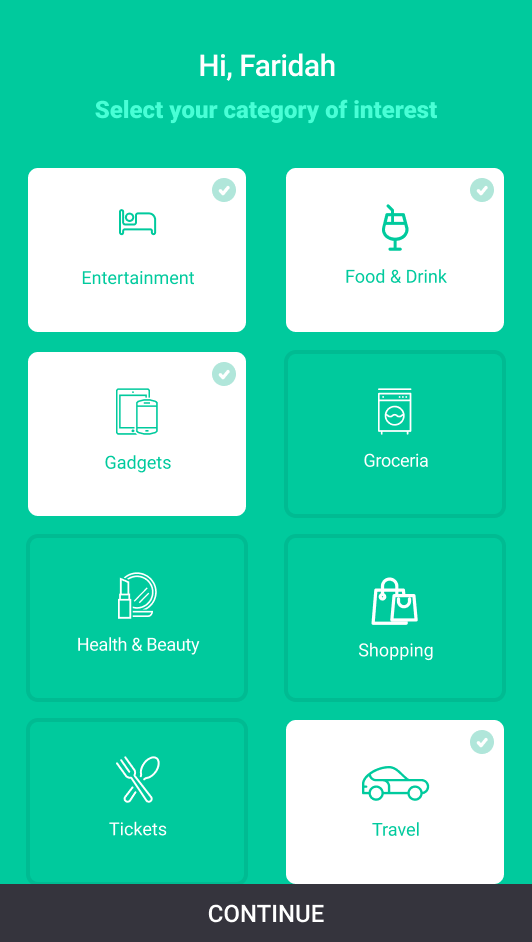 Hi, Faridah
Select your category of interest
Entertainment
Food & Drink
Gadgets
Groceria
Health & Beauty
Shopping
Tickets
Travel
CONTINUE